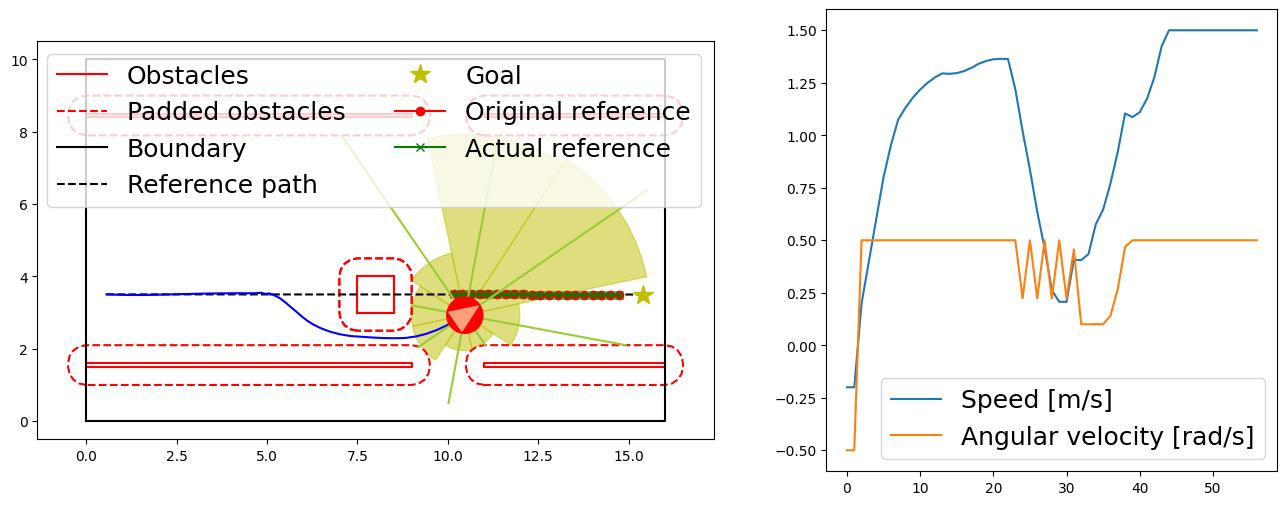 Obstacles
Padded obstacles
Boundary
Reference path
Goal
Original reference
Actual reference
10
8
6
4
2
0
0.0 2.5 5.0 7.5 10.0 12.5 15.0
1.50
1.25
1.00
0.75
0.50
0.25
0.00
−0.25
−0.50
Speed [m/s]
Angular velocity [rad/s]
0 10 20 30 40 50